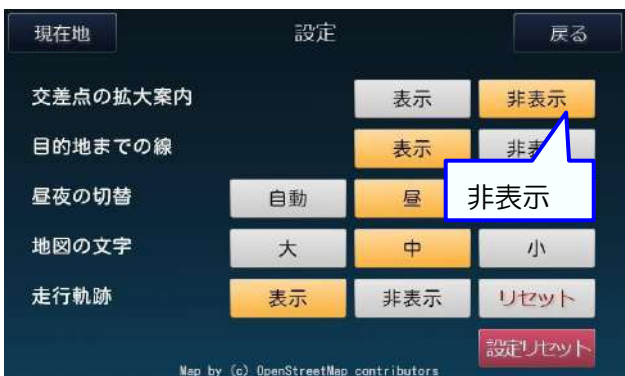 現在地 設定 戻る
交差点の拡大案内 表示 非表示
目的地までの線 表示 非表
昼夜の切替 自動 昼
非表示
地図の文字 大 中 小
走行軌跡 表示 非表示 リセット
設定リセット
Map by (c) OpenStreetMap contributors